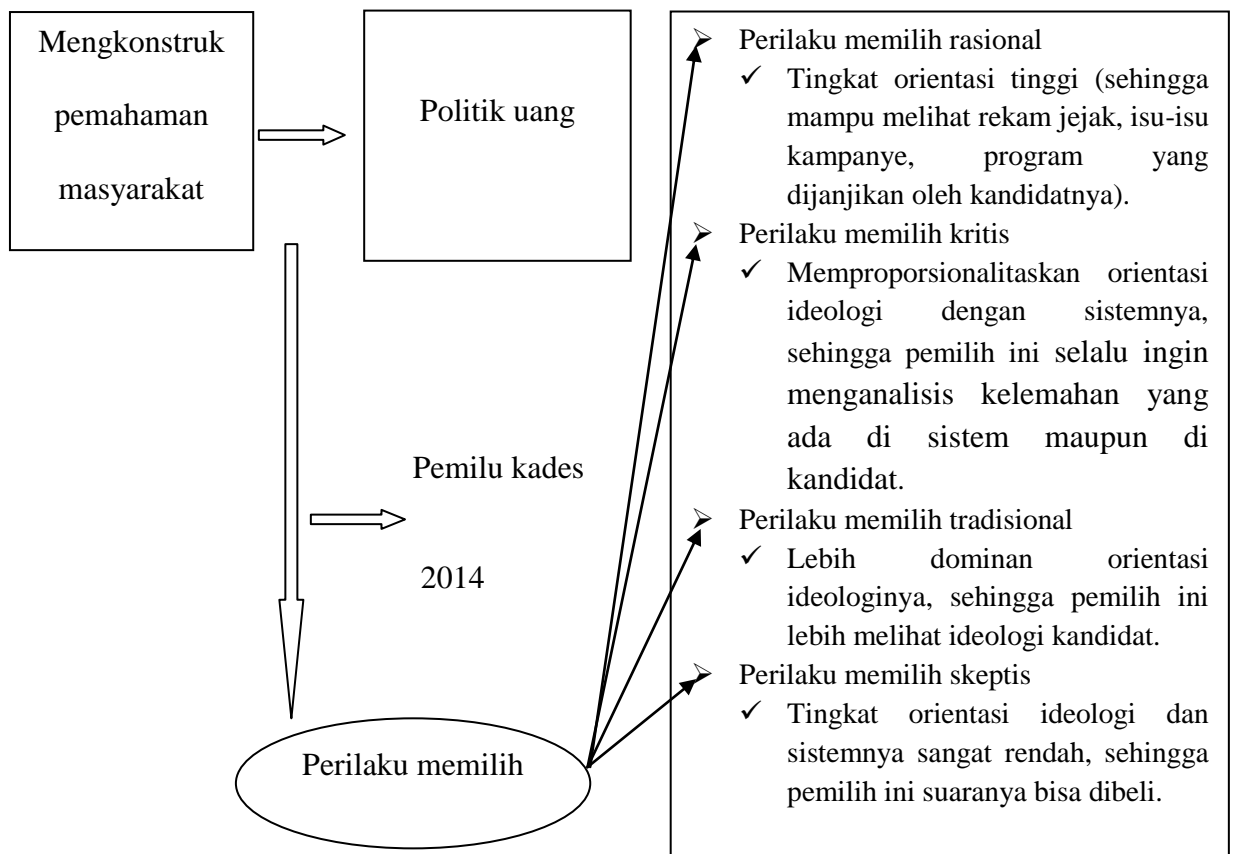 Mengkonstruk
pemahaman
masyarakat
Politik uang
Pemilu kades
2014
Perilaku memilih
➢ Perilaku memilih rasional
✓ Tingkat orientasi tinggi (sehingga
mampu melihat rekam jejak, isu-isu
kampanye, program yang
dijanjikan oleh kandidatnya).
➢ Perilaku memilih kritis
✓ Memproporsionalitaskan orientasi
ideologi dengan sistemnya,
sehingga pemilih ini selalu ingin
menganalisis kelemahan yang
ada di sistem maupun di
kandidat.
➢ Perilaku memilih tradisional
✓ Lebih dominan orientasi
ideologinya, sehingga pemilih ini
lebih melihat ideologi kandidat.
➢ Perilaku memilih skeptis
✓ Tingkat orientasi ideologi dan
sistemnya sangat rendah, sehingga
pemilih ini suaranya bisa dibeli.